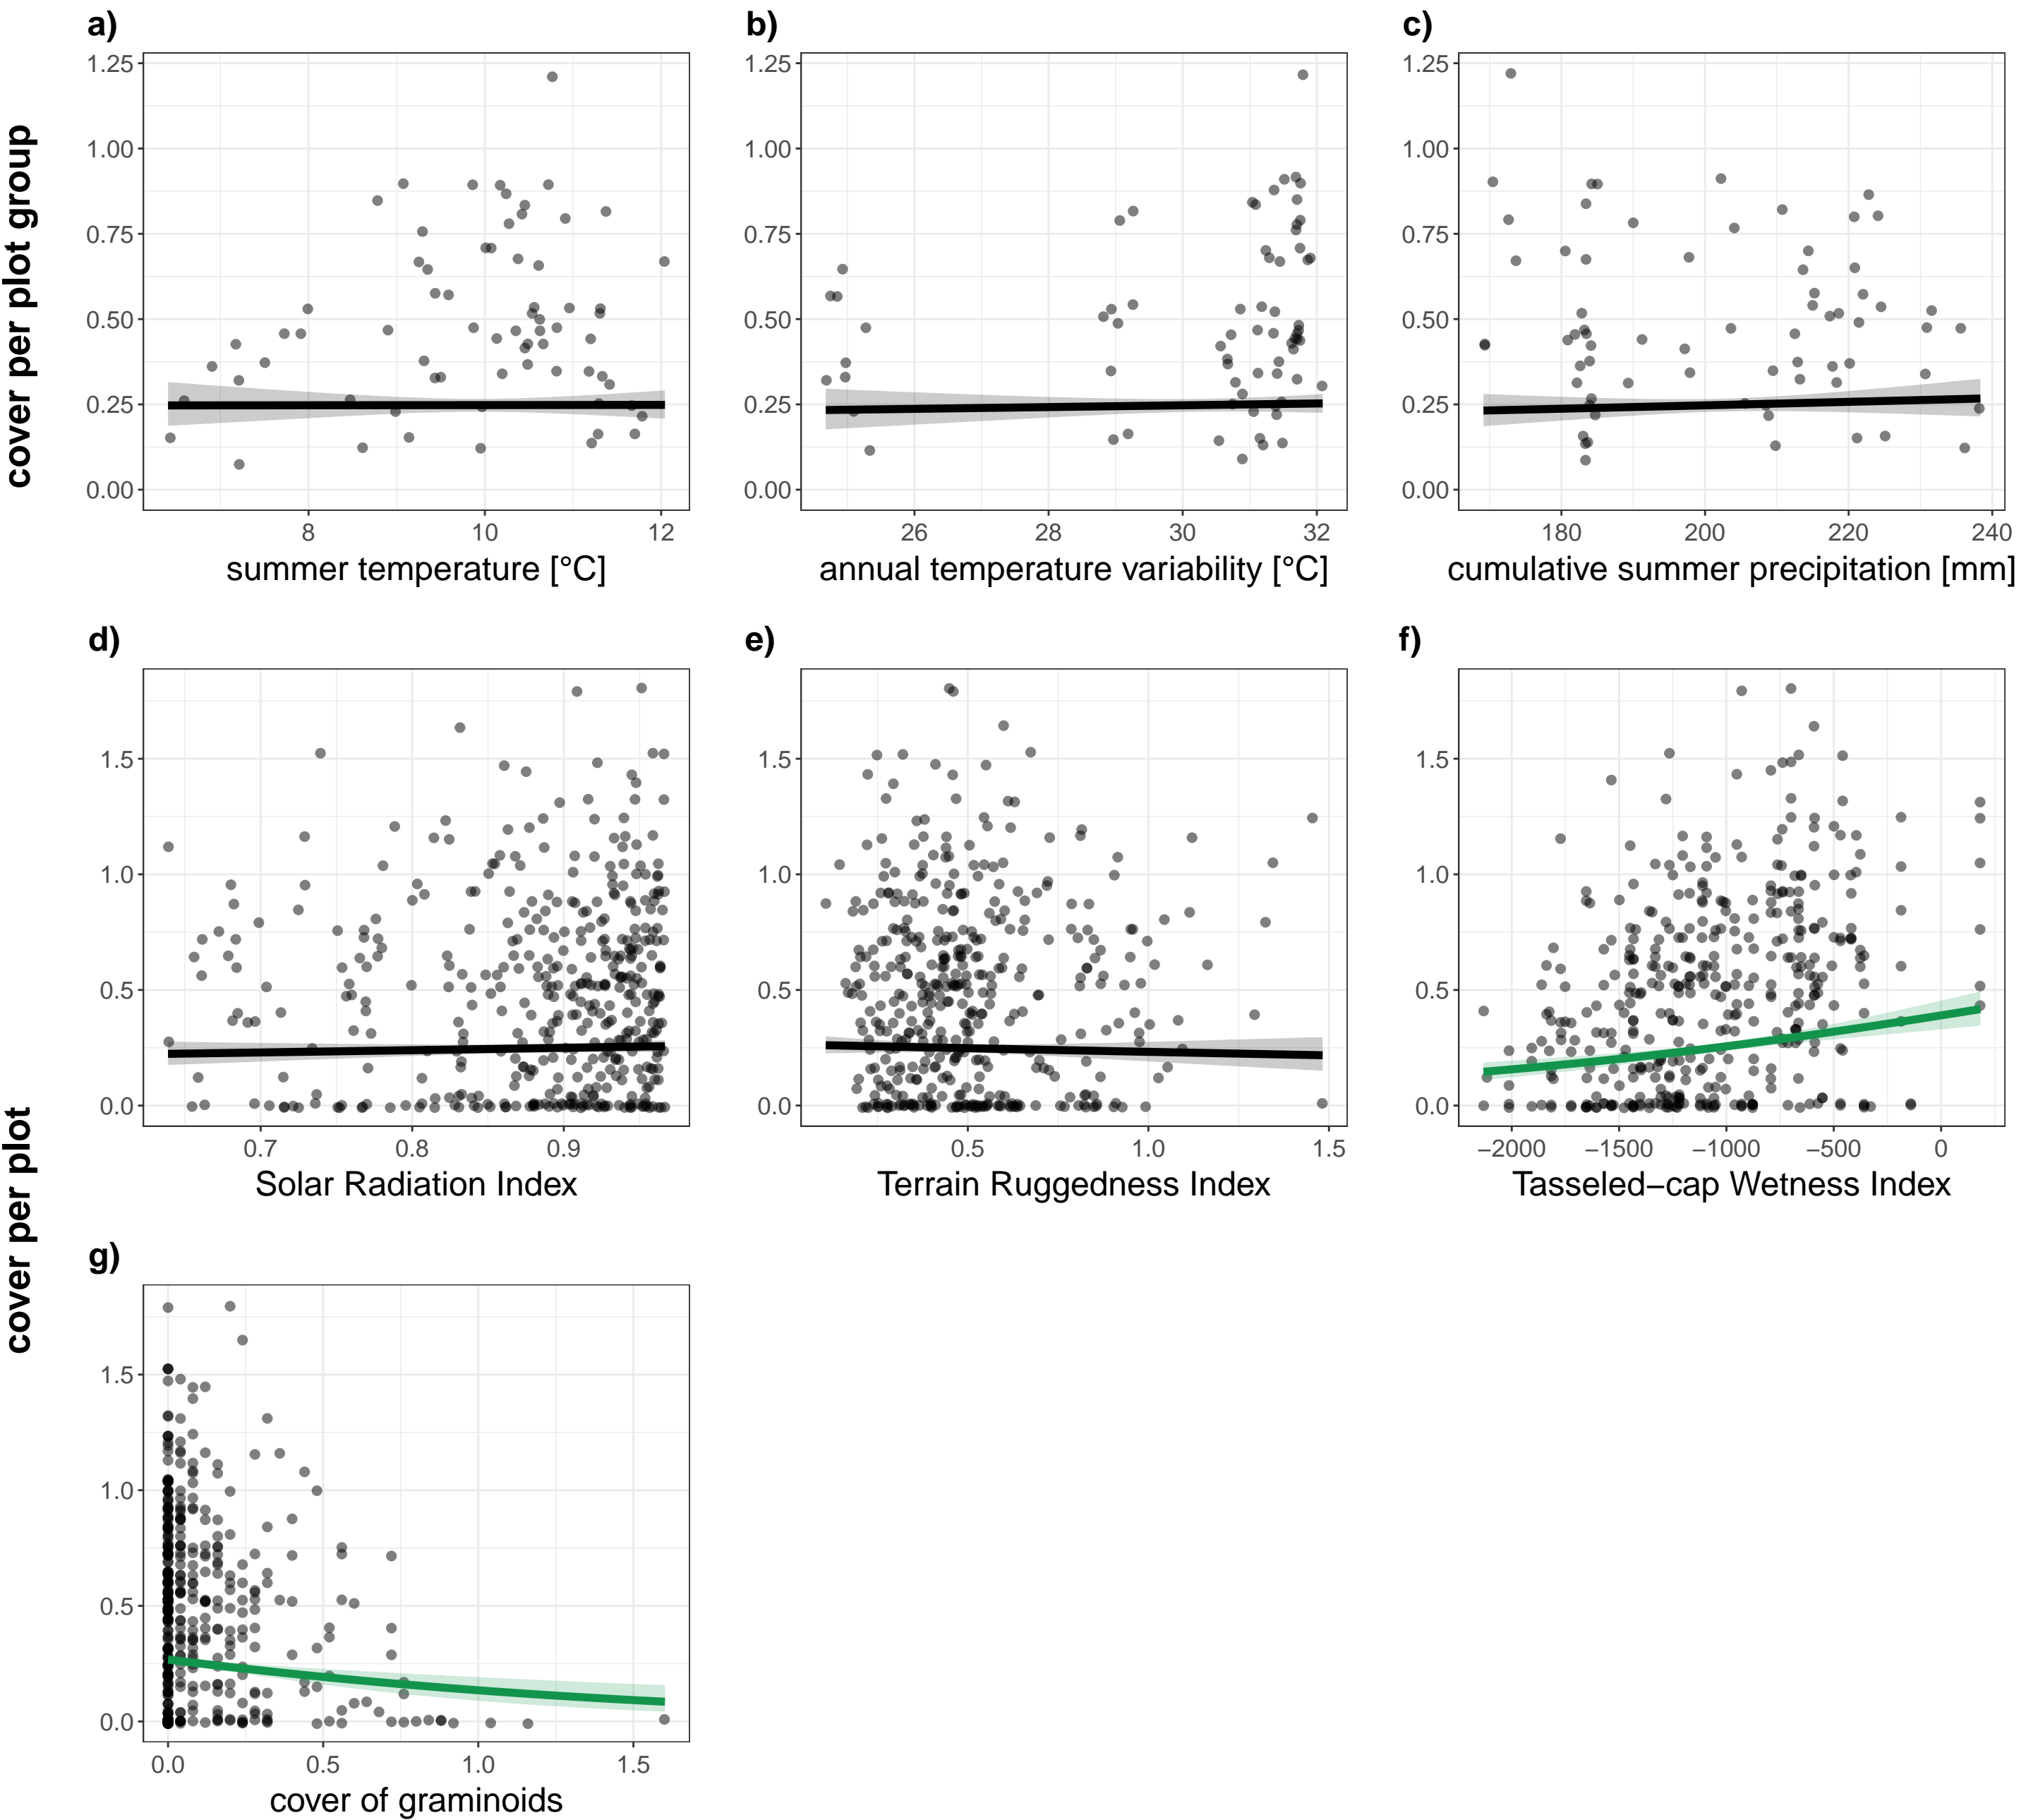 a)
b)
c)
cover per plot group
1.25
1.00
0.75
0.50
0.25
0.00
8 10 12
summer temperature [°C]
1.25
1.00
0.75
0.50
0.25
0.00
26 28 30 32
annual temperature variability [°C]
1.25
1.00
0.75
0.50
0.25
0.00
180 200 220 240
cumulative summer precipitation [mm]
d)
e)
f)
cover per plot
1.5
1.0
0.5
0.0
0.7 0.8 0.9
Solar Radiation Index
1.5
1.0
0.5
0.0
0.5 1.0 1.5
Terrain Ruggedness Index
1.5
1.0
0.5
0.0
−2000 −1500 −1000 −500 0
Tasseled−cap Wetness Index
g)
1.5
1.0
0.5
0.0
0.0 0.5 1.0 1.5
cover of graminoids